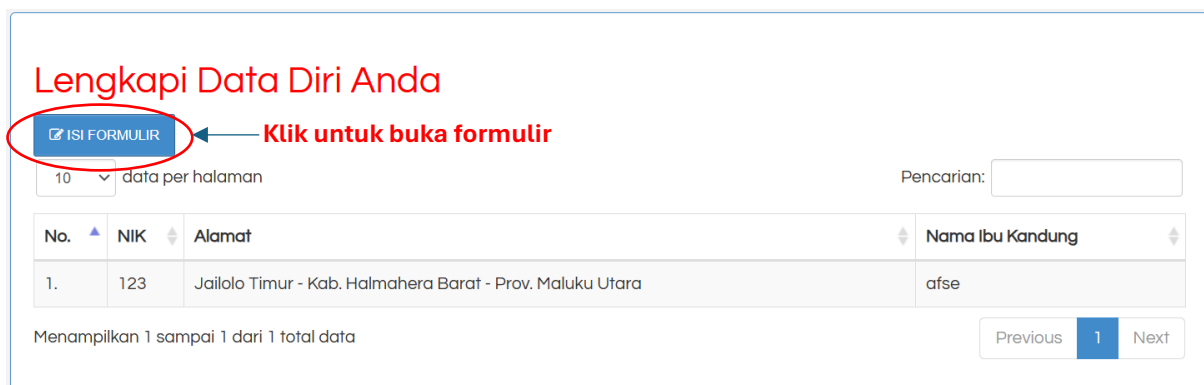 Lengkapi Data Diri Anda
ISI FORMULIR
Klik untuk buka formulir
10 data per halaman
Pencarian:
No. NIK Alamat Nama Ibu Kandung
1. 123 Jailolo Timur - Kab. Halmahera Barat - Prov. Maluku Utara afse
Menampilkan 1 sampai 1 dari 1 total data
Previous 1 Next